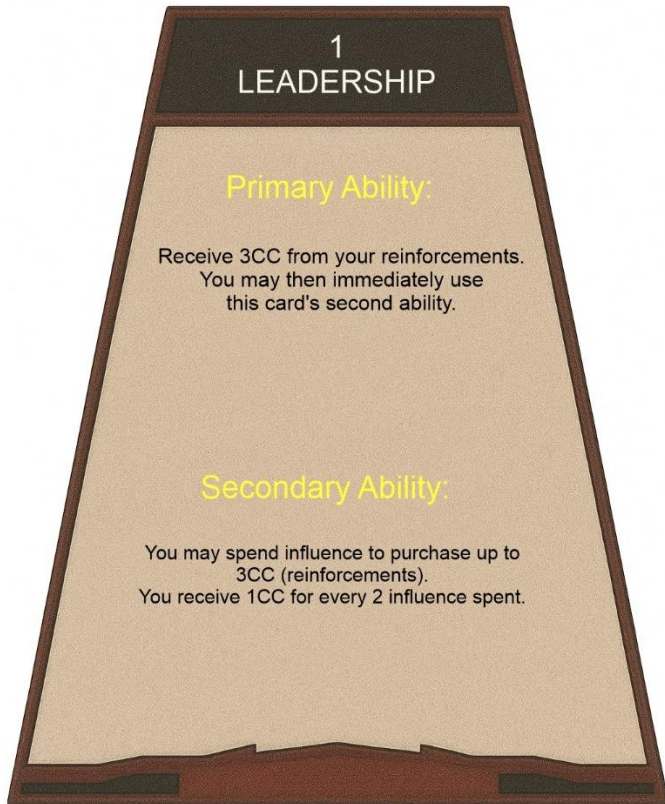 1
LEADERSHIP
Primary Ability:
Receive 3CC from your reinforcements.
You may then immediately use
this card's second ability.
Secondary Ability:
You may spend influence to purchase up to
3CC (reinforcements).
You receive 1CC for every 2 influence spent.